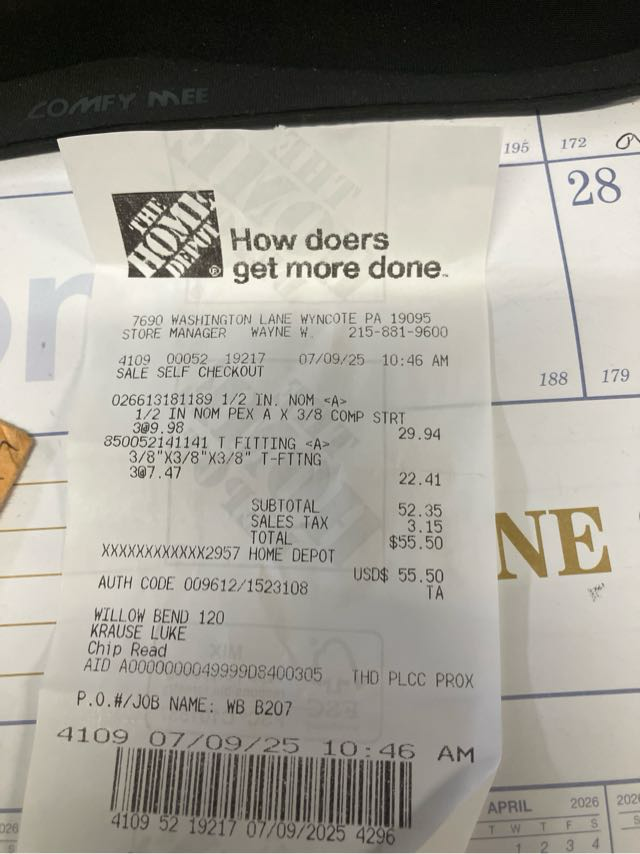 COMFY MEE
195
172
28
188
179
NE
THE
HOME
DEPOT
How doers
get more done
7690 WASHINGTON LANE WYNCOTE PA 19095
STORE MANAGER WAYNE W. 215-881-9600
4109 00052 19217 07/09/25 10:46 AM
SALE SELF CHECKOUT
026613181189 1/2 IN. NOM <A>
1/2 IN NOM PEX A X 3/8 COMP STRT
3@9.98 29.94
850052141141 T FITTING <A>
3/8"X3/8"X3/8" T-FTTNG
3@7.47 22.41
SUBTOTAL 52.35
SALES TAX 3.15
TOTAL $55.50
XXXXXXXXXXXX2957 HOME DEPOT
USD$ 55.50
AUTH CODE 009612/1523108 TA
WILLOW BEND 120
KRAUSE LUKE
Chip Read
AID A0000000049999D8400305 THD PLCC PROX
P.O.#/JOB NAME: WB B207
4109 07/09/25 10:46 AM
4109 52 19217 07/09/2025 4296
APRIL 2026
T W T F S
1 2 3 4